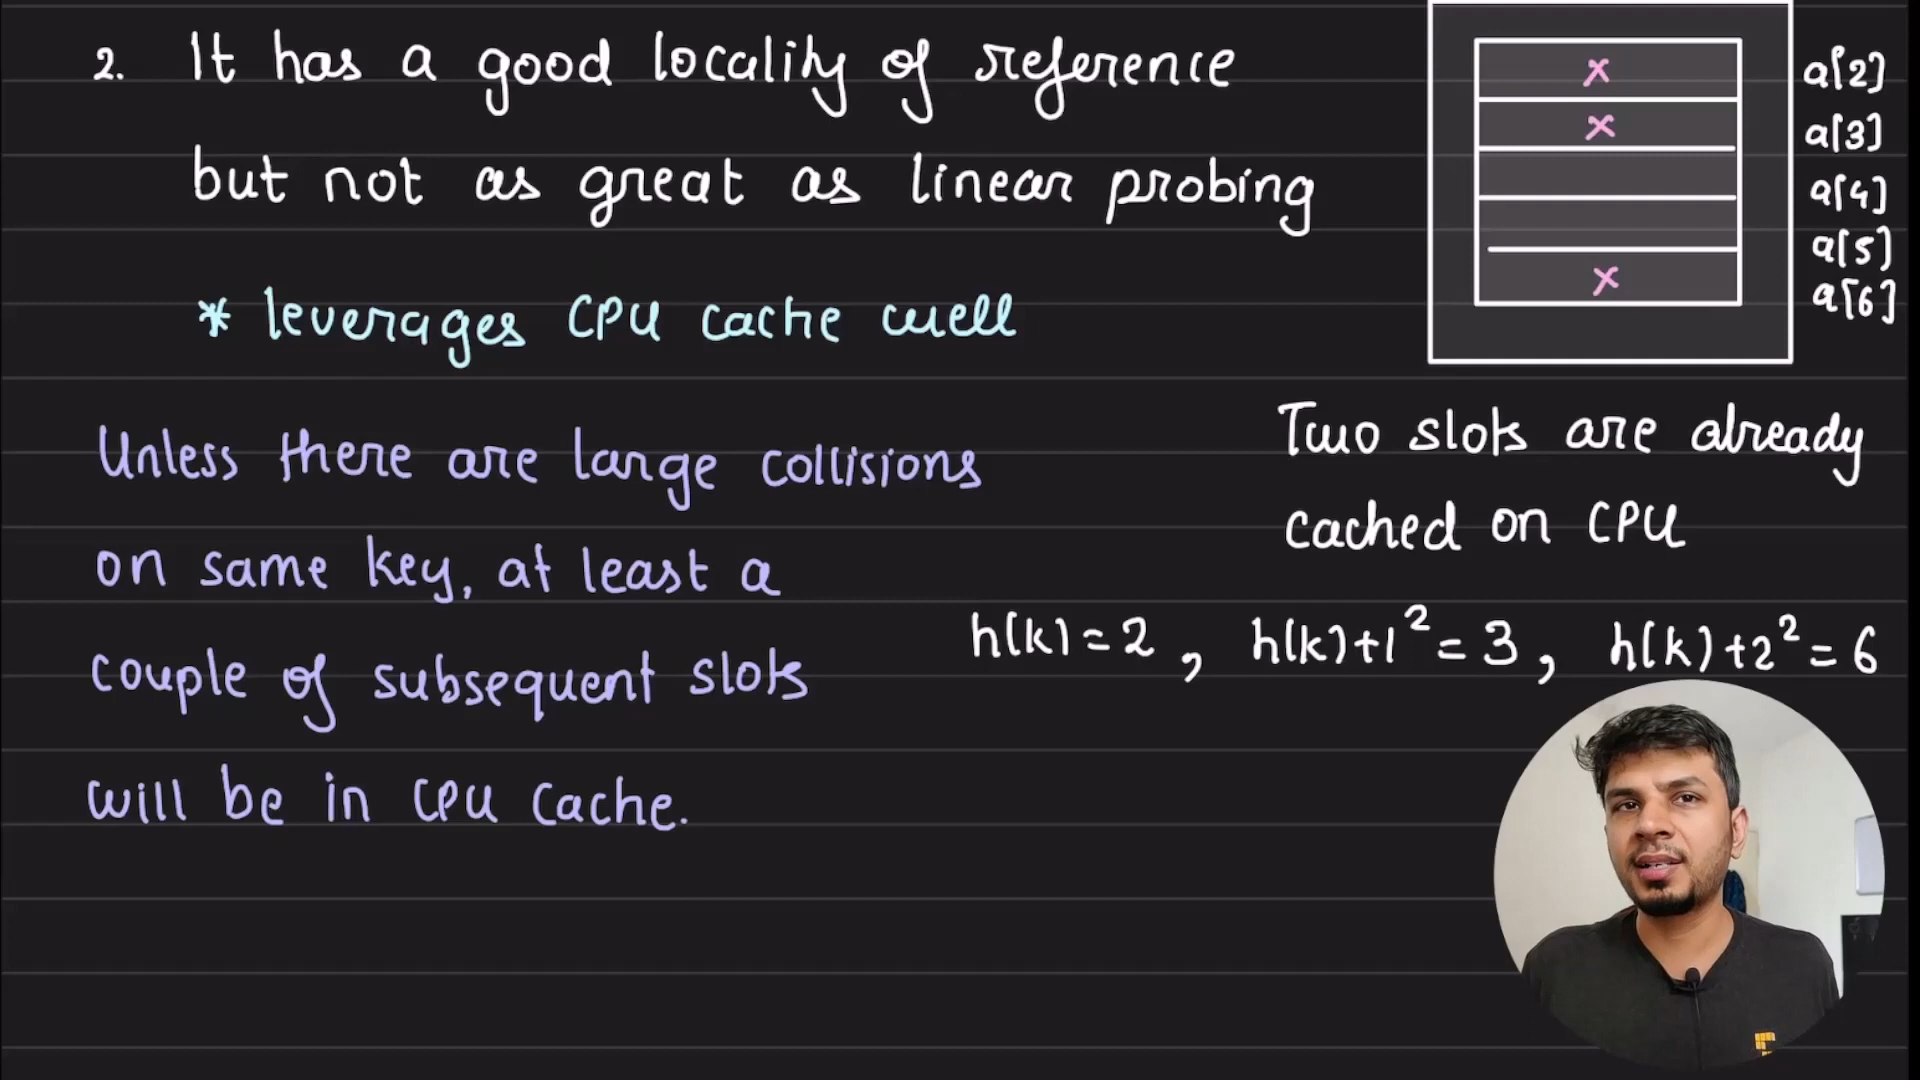 2. It has a good locality of reference
but not as great as linear probing
* leverages CPU cache well
Unless there are large collisions
on same key, at least a
couple of subsequent slots
will be in CPU cache.
x a[2]
x a[3]
a[4]
a[5]
x a[6]
Two slots are already
cached on CPU
h(k)=2, h(k)+1²=3, h(k)+2²=6